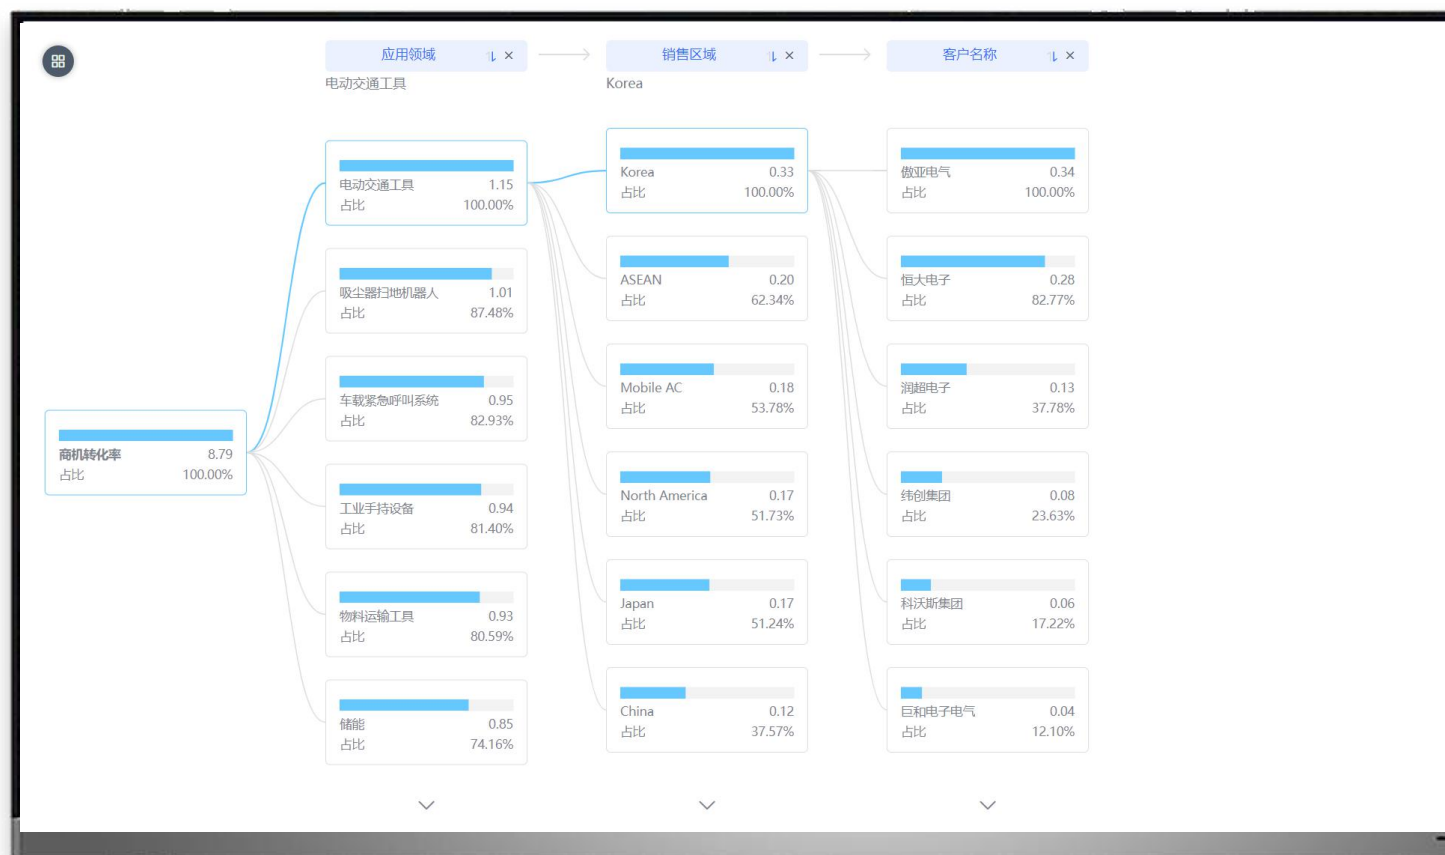 应用领域
销售区域
客户名称
电动交通工具
Korea
商机转化率 8.79
占比 100.00%
电动交通工具 1.15
占比 100.00%
吸尘器扫地机器人 1.01
占比 87.48%
车载紧急呼叫系统 0.95
占比 82.93%
工业手持设备 0.94
占比 81.40%
物料运输工具 0.93
占比 80.59%
储能 0.85
占比 74.16%
Korea 0.33
占比 100.00%
ASEAN 0.20
占比 62.34%
Mobile AC 0.18
占比 53.78%
North America 0.17
占比 51.73%
Japan 0.17
占比 51.24%
China 0.12
占比 37.57%
傲亚电气 0.34
占比 100.00%
恒大电子 0.28
占比 82.77%
润超电子 0.13
占比 37.78%
纬创集团 0.08
占比 23.63%
科沃斯集团 0.06
占比 17.22%
巨和电子电气 0.04
占比 12.10%